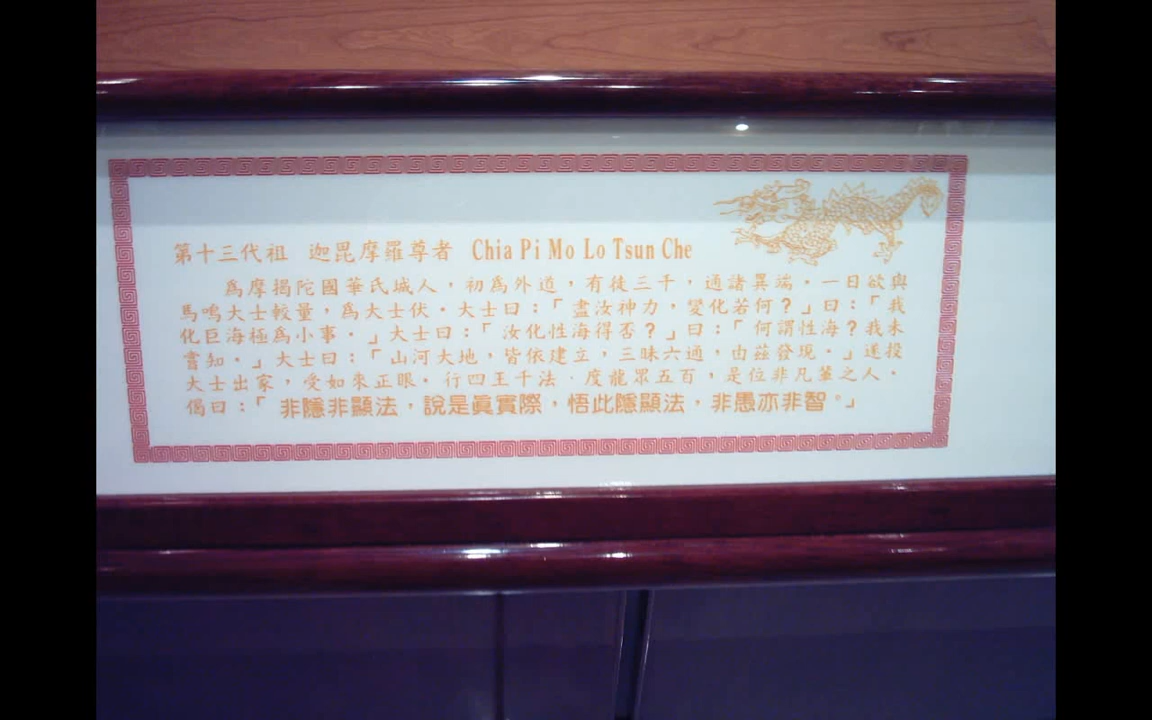 第十三代祖 迦毘摩羅尊者 Chia Pi Mo Lo Tsun Che
為摩揭陀國華氏城人，初為外道，有徒三千，通諸異端。一日欲與
馬鳴大士較量，為大士伏。大士曰：「盡汝神力，變化若何？」曰：「我
化巨海極為小事。」大士曰：「汝化性海得否？」曰：「何謂性海？我未
嘗知。」大士曰：「山河大地，皆依建立，三昧六通，由茲發現。」遂投
大士出家，受如來正眼。行四王千法．度龍眾五百，是位非凡輩之人。
偈曰：「非隱非顯法，說是真實際，悟此隱顯法，非愚亦非智。」